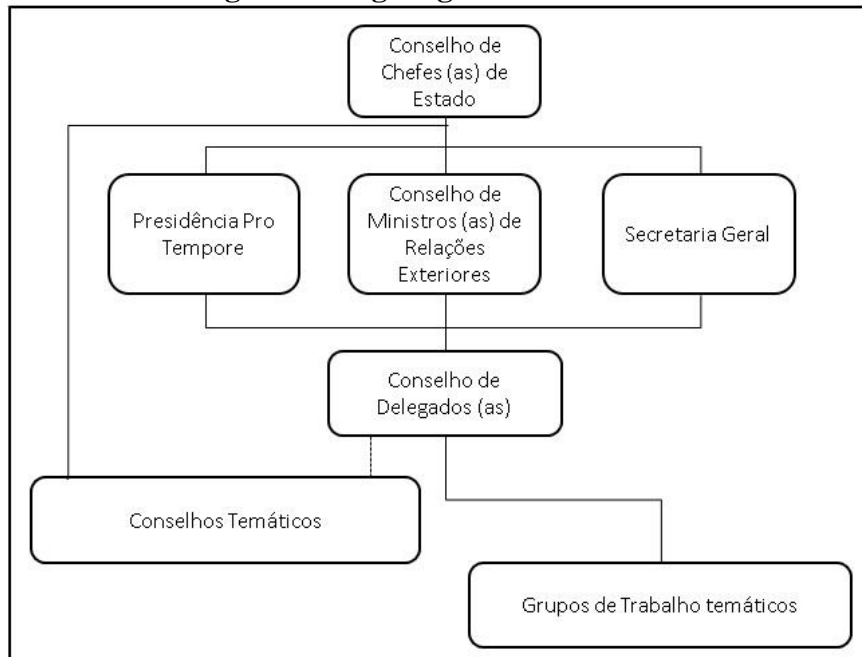 Conselho de
Chefes (as) de
Estado
Presidência Pro
Tempore
Conselho de
Ministros (as) de
Relações
Exteriores
Secretaria Geral
Conselho de
Delegados (as)
Conselhos Temáticos
Grupos de Trabalho temáticos